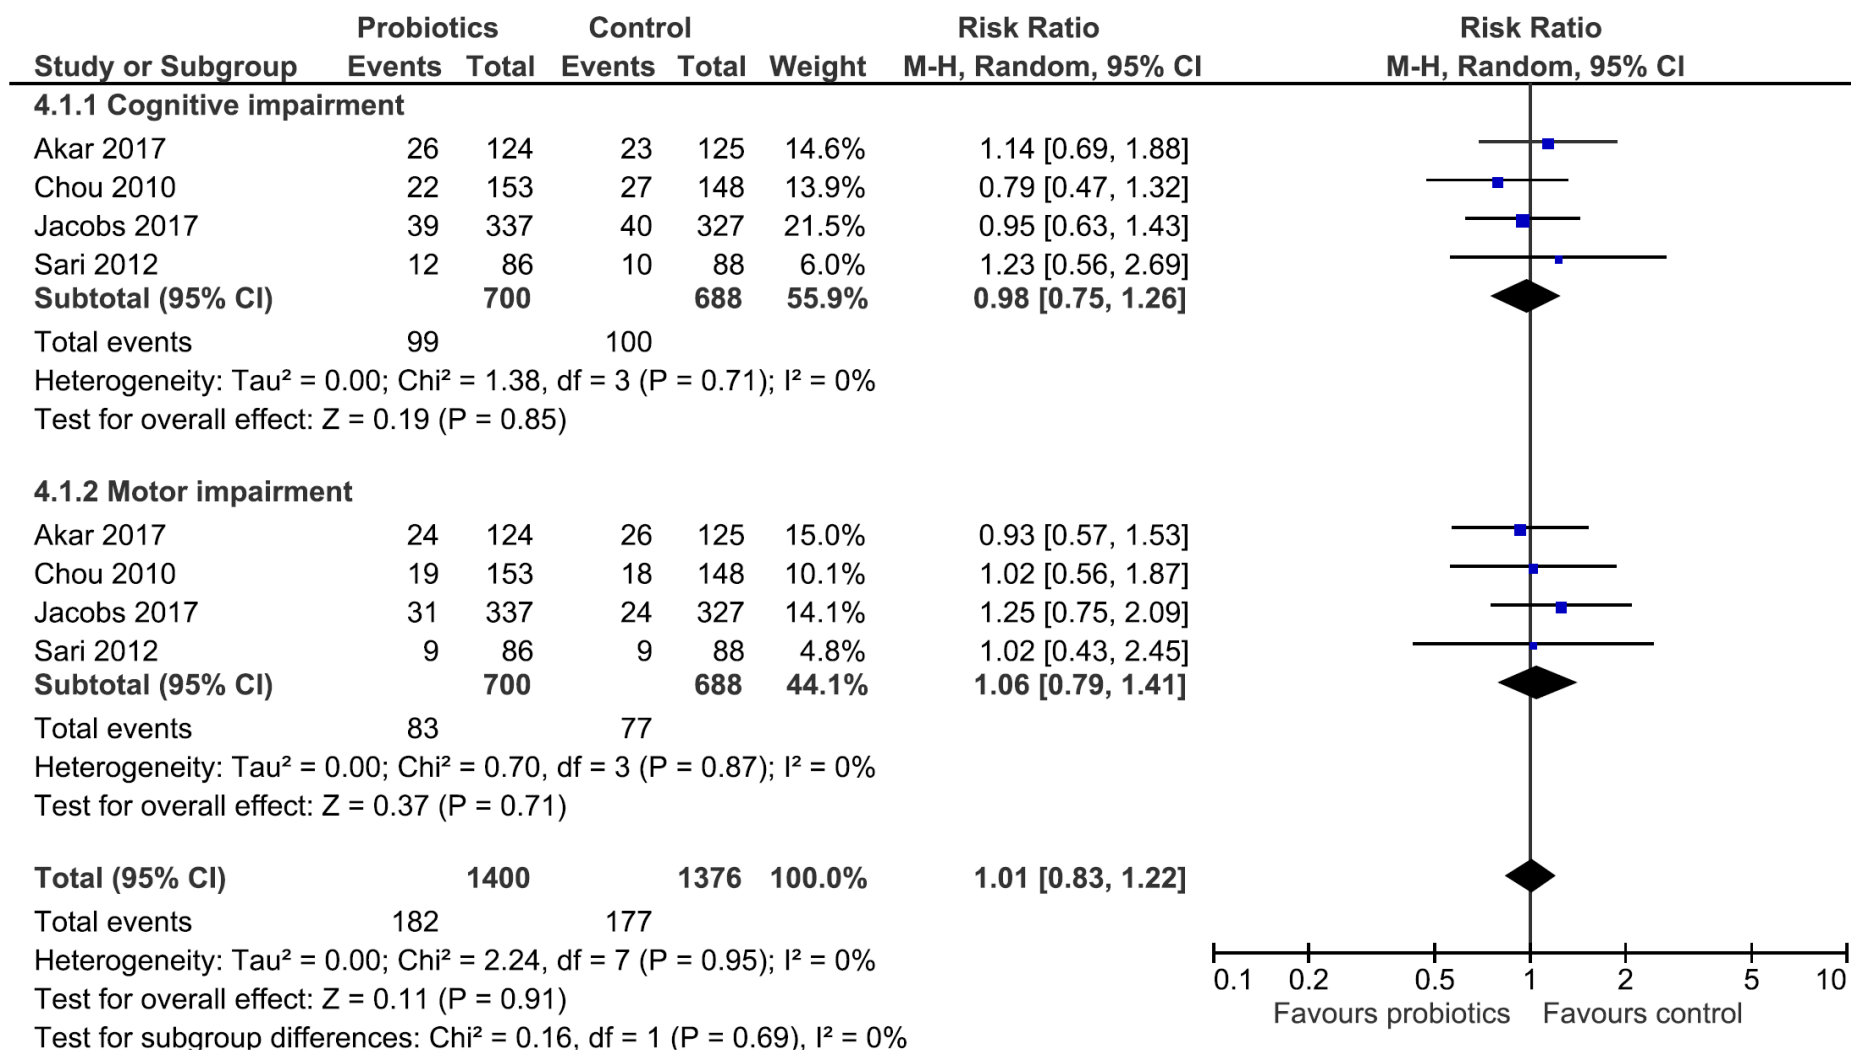 Probiotics Control Risk Ratio Risk Ratio
Study or Subgroup Events Total Events Total Weight M-H, Random, 95% CI M-H, Random, 95% CI
4.1.1 Cognitive impairment
Akar 2017 26 124 23 125 14.6% 1.14 [0.69, 1.88]
Chou 2010 22 153 27 148 13.9% 0.79 [0.47, 1.32]
Jacobs 2017 39 337 40 327 21.5% 0.95 [0.63, 1.43]
Sari 2012 12 86 10 88 6.0% 1.23 [0.56, 2.69]
Subtotal (95% CI) 700 688 55.9% 0.98 [0.75, 1.26]
Total events 99 100
Heterogeneity: Tau² = 0.00; Chi² = 1.38, df = 3 (P = 0.71); I² = 0%
Test for overall effect: Z = 0.19 (P = 0.85)
4.1.2 Motor impairment
Akar 2017 24 124 26 125 15.0% 0.93 [0.57, 1.53]
Chou 2010 19 153 18 148 10.1% 1.02 [0.56, 1.87]
Jacobs 2017 31 337 24 327 14.1% 1.25 [0.75, 2.09]
Sari 2012 9 86 9 88 4.8% 1.02 [0.43, 2.45]
Subtotal (95% CI) 700 688 44.1% 1.06 [0.79, 1.41]
Total events 83 77
Heterogeneity: Tau² = 0.00; Chi² = 0.70, df = 3 (P = 0.87); I² = 0%
Test for overall effect: Z = 0.37 (P = 0.71)
Total (95% CI) 1400 1376 100.0% 1.01 [0.83, 1.22]
Total events 182 177
Heterogeneity: Tau² = 0.00; Chi² = 2.24, df = 7 (P = 0.95); I² = 0%
Test for overall effect: Z = 0.11 (P = 0.91)
Test for subgroup differences: Chi² = 0.16, df = 1 (P = 0.69), I² = 0%
0.1 0.2 0.5 1 2 5 10
Favours probiotics Favours control